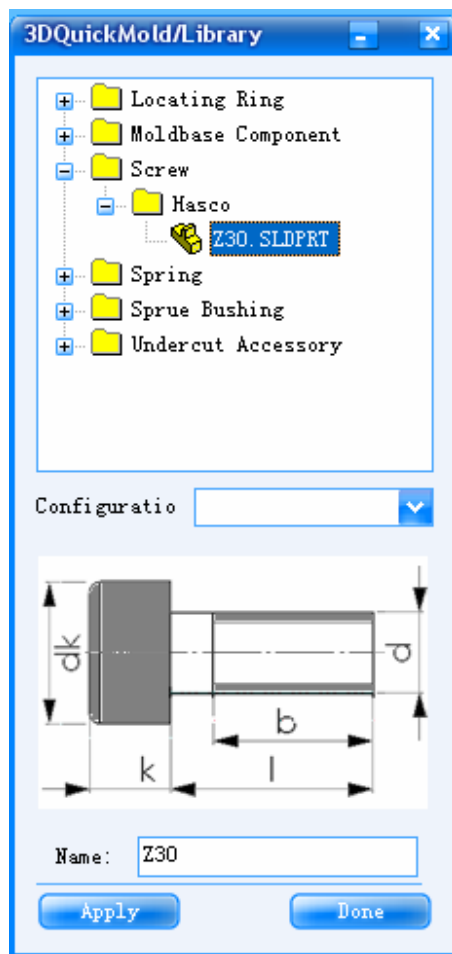 3DQuickMold/Library
Locating Ring
Moldbase Component
Screw
Hasco
Z30.SLDPRT
Spring
Sprue Bushing
Undercut Accessory
Configuratio
dk
d
b
k
l
Name: Z30
Apply Done